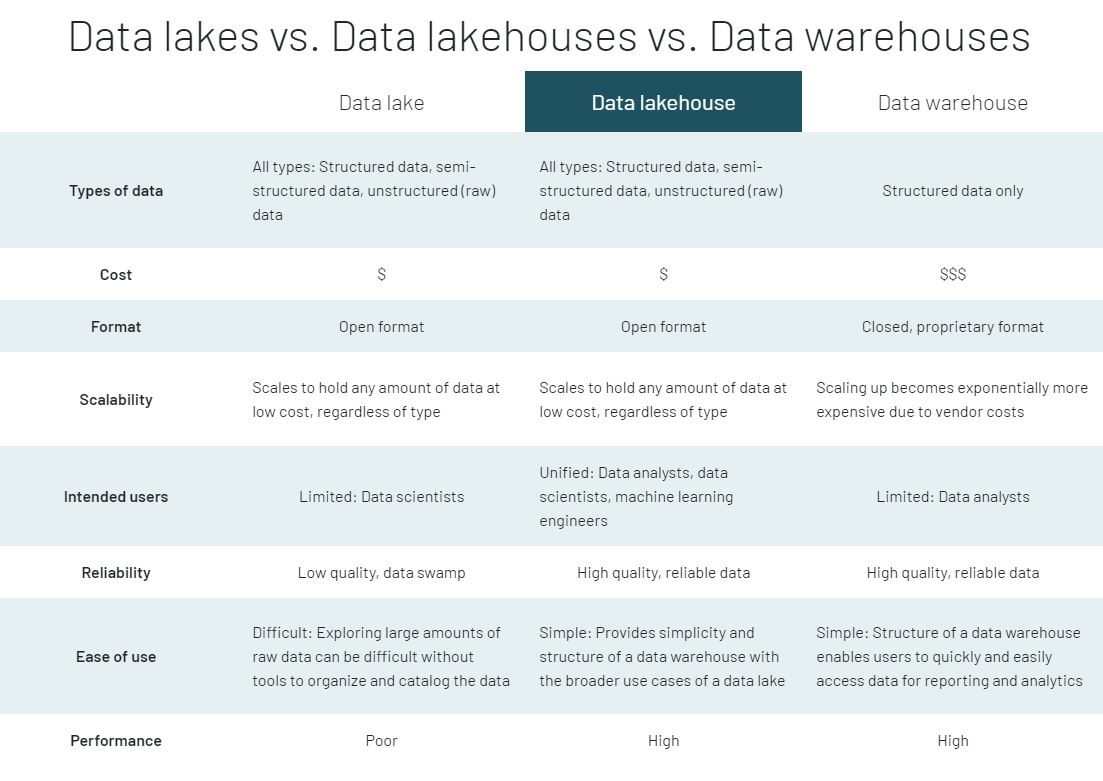 Data lakes vs. Data lakehouses vs. Data warehouses
Data lake
Data lakehouse
Data warehouse
Types of data
All types: Structured data, semi-
structured data, unstructured (raw)
data
All types: Structured data, semi-
structured data, unstructured (raw)
data
Structured data only
Cost
$
$
$$$
Format
Open format
Open format
Closed, proprietary format
Scalability
Scales to hold any amount of data at
low cost, regardless of type
Scales to hold any amount of data at
low cost, regardless of type
Scaling up becomes exponentially more
expensive due to vendor costs
Intended users
Limited: Data scientists
Unified: Data analysts, data
scientists, machine learning
engineers
Limited: Data analysts
Reliability
Low quality, data swamp
High quality, reliable data
High quality, reliable data
Ease of use
Difficult: Exploring large amounts of
raw data can be difficult without
tools to organize and catalog the data
Simple: Provides simplicity and
structure of a data warehouse with
the broader use cases of a data lake
Simple: Structure of a data warehouse
enables users to quickly and easily
access data for reporting and analytics
Performance
Poor
High
High